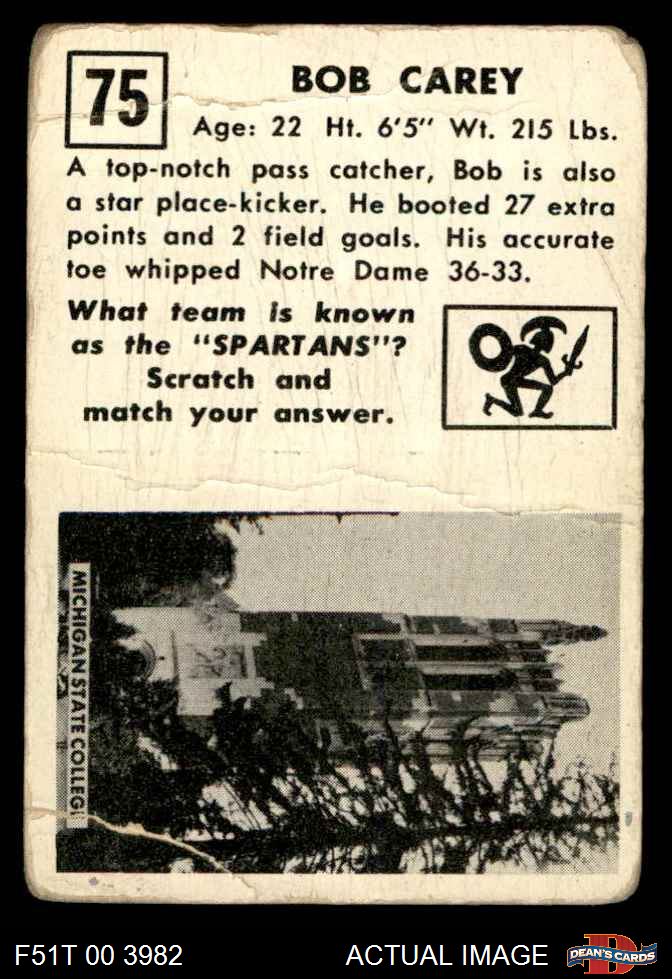 75
BOB CAREY
Age: 22 Ht. 6'5" Wt. 215 Lbs.
A top-notch pass catcher, Bob is also
a star place-kicker. He booted 27 extra
points and 2 field goals. His accurate
toe whipped Notre Dame 36-33.
What team is known
as the "SPARTANS"?
Scratch and
match your answer.
MICHIGAN STATE COLLEGE
F51T 00 3982
ACTUAL IMAGE
DEAN'S CARDS